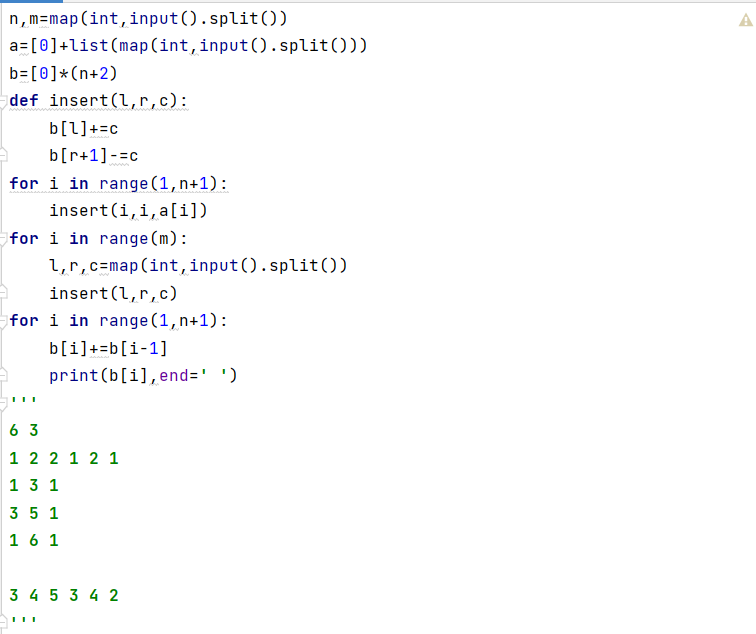 n,m=map(int,input().split())
a=[0]+list(map(int,input().split()))
b=[0]*(n+2)
def insert(l,r,c):
    b[l]+=c
    b[r+1]-=c
for i in range(1,n+1):
    insert(i,i,a[i])
for i in range(m):
    l,r,c=map(int,input().split())
    insert(l,r,c)
for i in range(1,n+1):
    b[i]+=b[i-1]
    print(b[i],end=' ')
'''
6 3
1 2 2 1 2 1
1 3 1
3 5 1
1 6 1

3 4 5 3 4 2
'''